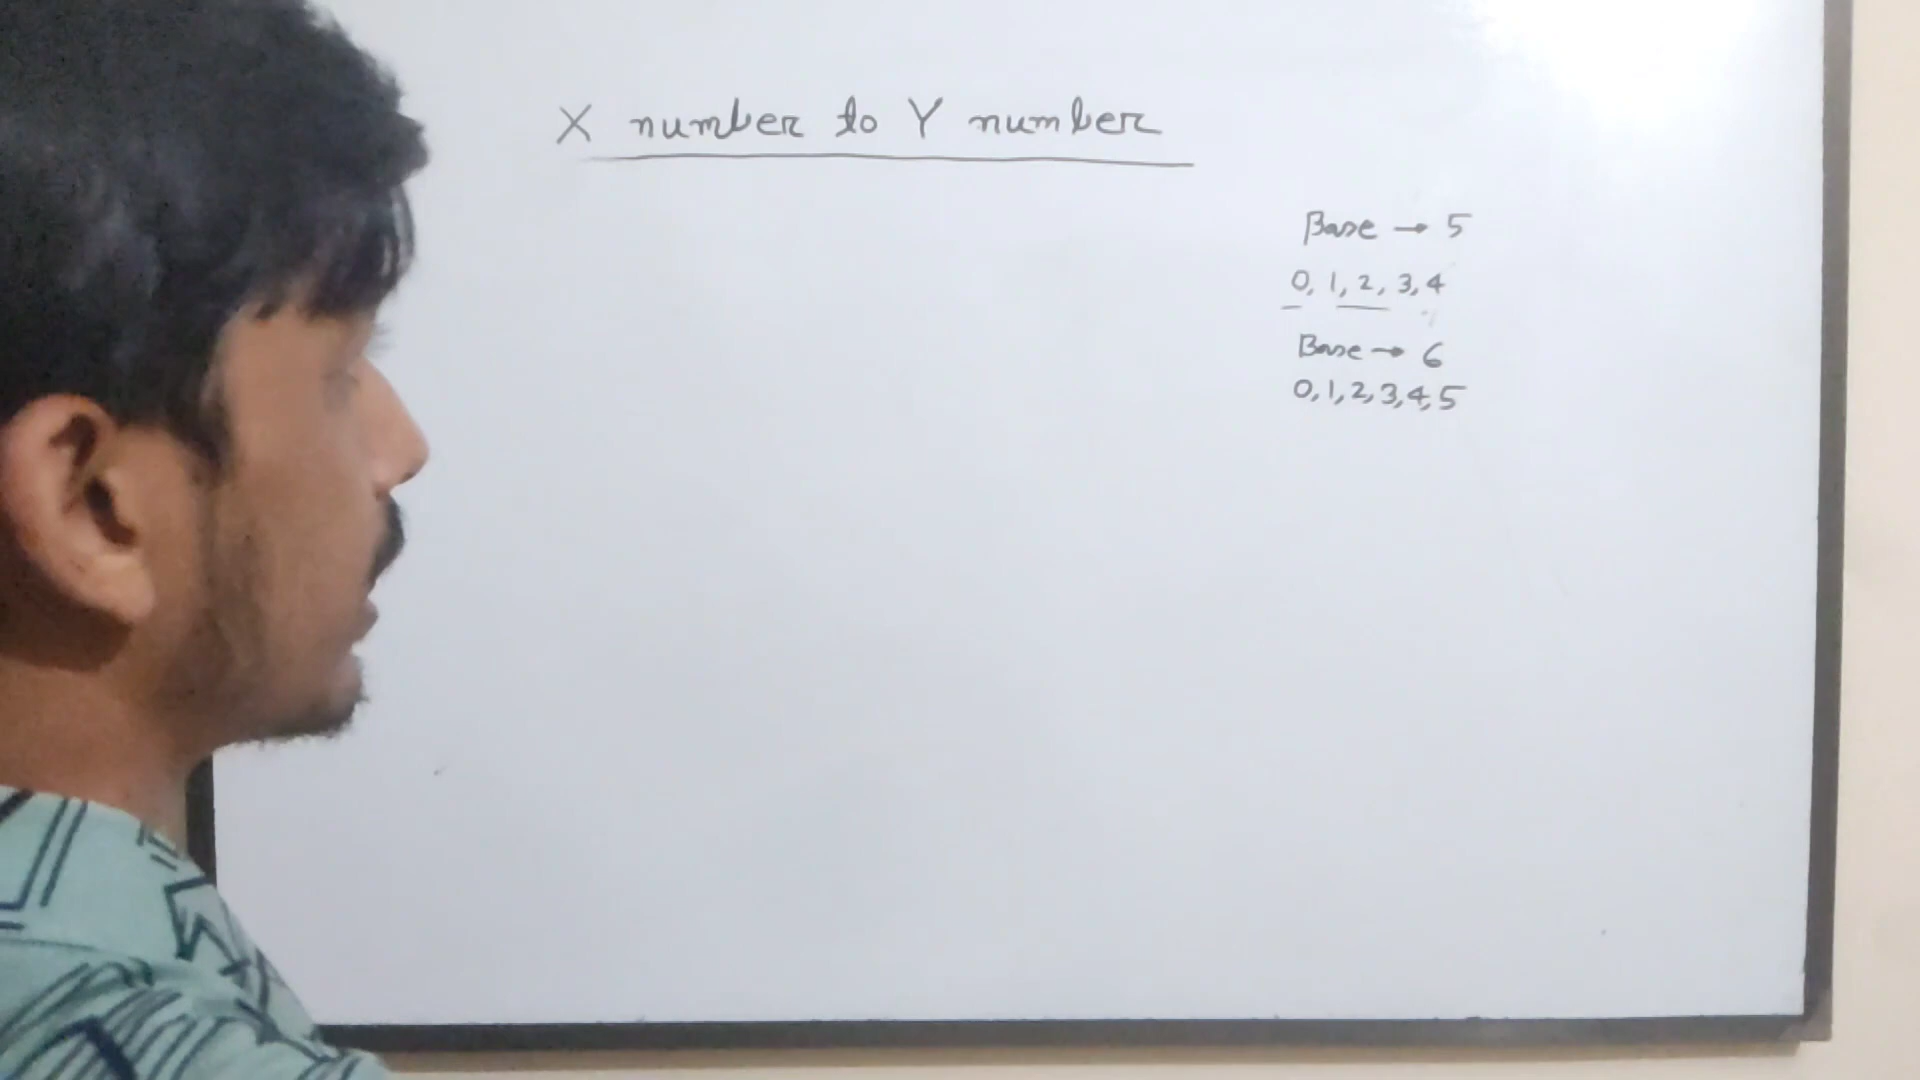 X number to Y number
Base → 5
0, 1, 2, 3, 4
Base → 6
0, 1, 2, 3, 4, 5